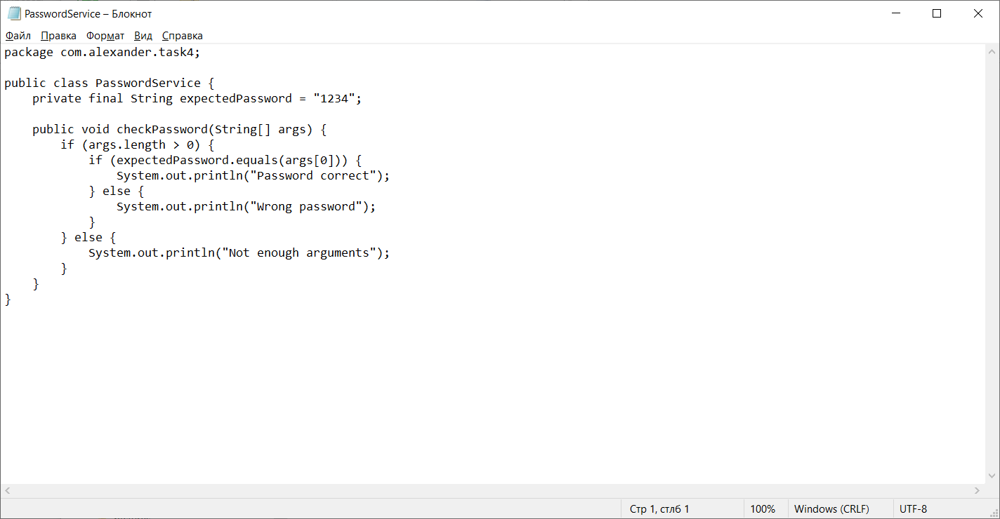 PasswordService – Блокнот
Файл Правка Формат Вид Справка
package com.alexander.task4;
public class PasswordService {
    private final String expectedPassword = "1234";
    public void checkPassword(String[] args) {
        if (args.length > 0) {
            if (expectedPassword.equals(args[0])) {
                System.out.println("Password correct");
            } else {
                System.out.println("Wrong password");
            }
        } else {
            System.out.println("Not enough arguments");
        }
    }
}
Стр 1, стлб 1 100% Windows (CRLF) UTF-8